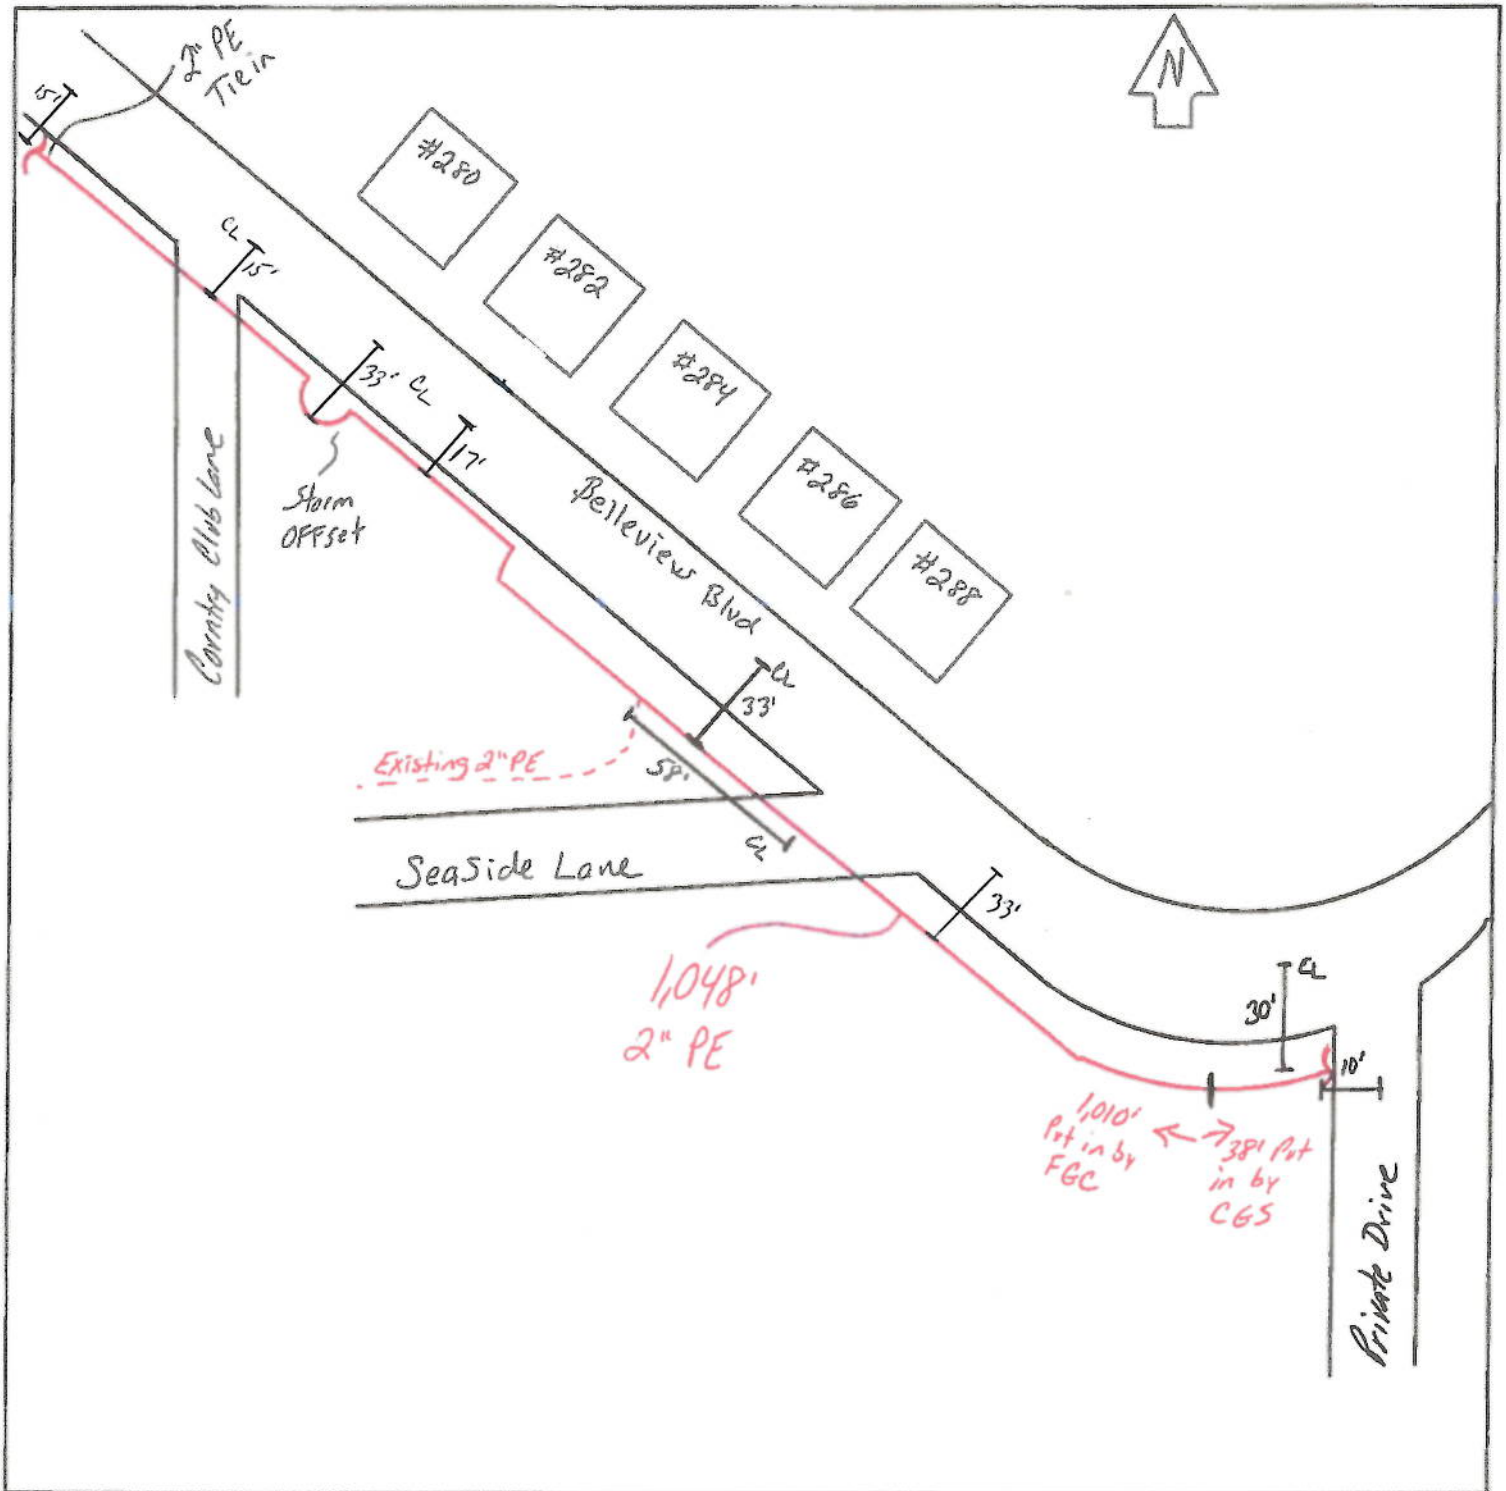 2" PE
Tie in
N
15'
#280
#282
#284
#286
#288
CL
15'
33' CL
17'
Storm
OFFset
Country Club Lane
Belleview Blvd
CL
33'
Existing 2" PE
58'
CL
Seaside Lane
33'
1,048'
2" PE
CL
30'
10'
1,010'
Put in by
FGC
38' Put
in by
CGS
Private Drive